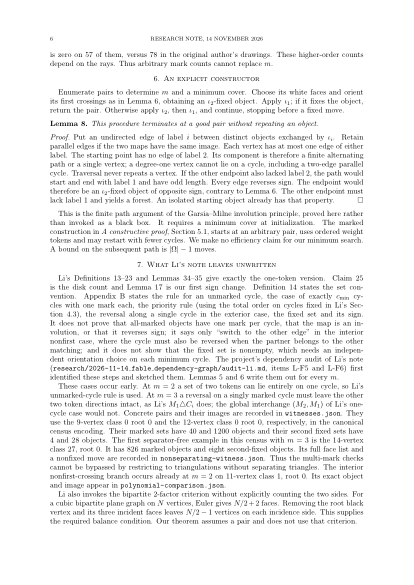 6 RESEARCH NOTE, 14 NOVEMBER 2026
is zero on 57 of them, versus 78 in the original author's drawings. These higher-order counts
depend on the rays. Thus arbitrary mark counts cannot replace m.
6. An explicit constructor
Enumerate pairs to determine m and a minimum cover. Choose its white faces and orient
its first crossings as in Lemma 6, obtaining an ι₂-fixed object. Apply ι₁; if it fixes the object,
return the pair. Otherwise apply ι₂, then ι₁, and continue, stopping before a fixed move.
Lemma 8. This procedure terminates at a good pair without repeating an object.
Proof. Put an undirected edge of label i between distinct objects exchanged by ιᵢ. Retain
parallel edges if the two maps have the same image. Each vertex has at most one edge of either
label. The starting point has no edge of label 2. Its component is therefore a finite alternating
path or a single vertex; a degree-one vertex cannot lie on a cycle, including a two-edge parallel
cycle. Traversal never repeats a vertex. If the other endpoint also lacked label 2, the path would
start and end with label 1 and have odd length. Every edge reverses sign. The endpoint would
therefore be an ι₂-fixed object of opposite sign, contrary to Lemma 6. The other endpoint must
lack label 1 and yields a forest. An isolated starting object already has that property. □
This is the finite path argument of the Garsia–Milne involution principle, proved here rather
than invoked as a black box. It requires a minimum cover at initialization. The marked
construction in A constructive proof, Section 5.1, starts at an arbitrary pair, uses ordered weight
tokens and may restart with fewer cycles. We make no efficiency claim for our minimum search.
A bound on the subsequent path is |Ω| − 1 moves.
7. What Li's note leaves unwritten
Li's Definitions 13–23 and Lemmas 34–35 give exactly the one-token version. Claim 25
is the disk count and Lemma 17 is our first sign change. Definition 14 states the set con-
vention. Appendix B states the rule for an unmarked cycle, the case of exactly cₘᵢₙ cy-
cles with one mark each, the priority rule (using the total order on cycles fixed in Li's Sec-
tion 4.3), the reversal along a single cycle in the exterior case, the fixed set and its sign.
It does not prove that all-marked objects have one mark per cycle, that the map is an in-
volution, or that it reverses sign; it says only “switch to the other edge” in the interior
nonfirst case, where the cycle must also be reversed when the partner belongs to the other
matching; and it does not show that the fixed set is nonempty, which needs an indepen-
dent orientation choice on each minimum cycle. The project's dependency audit of Li's note
(research/2026-11-14_fable_dependency-graph/audit-li.md, items L-F5 and L-F6) first
identified these steps and sketched them. Lemmas 5 and 6 write them out for every m.
These cases occur early. At m = 2 a set of two tokens can lie entirely on one cycle, so Li's
unmarked-cycle rule is used. At m = 3 a reversal on a singly marked cycle must leave the other
two token directions intact, as Li's M₁△Cᵢ does; the global interchange (M₂, M₁) of Li's one-
cycle case would not. Concrete pairs and their images are recorded in witnesses.json. They
use the 9-vertex class 0 root 0 and the 12-vertex class 0 root 0, respectively, in the canonical
census encoding. Their marked sets have 40 and 1200 objects and their second fixed sets have
4 and 28 objects. The first separator-free example in this census with m = 3 is the 14-vertex
class 27, root 0. It has 826 marked objects and eight second-fixed objects. Its full face list and
a nonfixed move are recorded in nonseparating-witness.json. Thus the multi-mark checks
cannot be bypassed by restricting to triangulations without separating triangles. The interior
nonfirst-crossing branch occurs already at m = 2 on 11-vertex class 1, root 0. Its exact object
and image appear in polynomial-comparison.json.
Li also invokes the bipartite 2-factor criterion without explicitly counting the two sides. For
a cubic bipartite plane graph on N vertices, Euler gives N/2 + 2 faces. Removing the root black
vertex and its three incident faces leaves N/2 − 1 vertices on each incidence side. This supplies
the required balance condition. Our theorem assumes a pair and does not use that criterion.